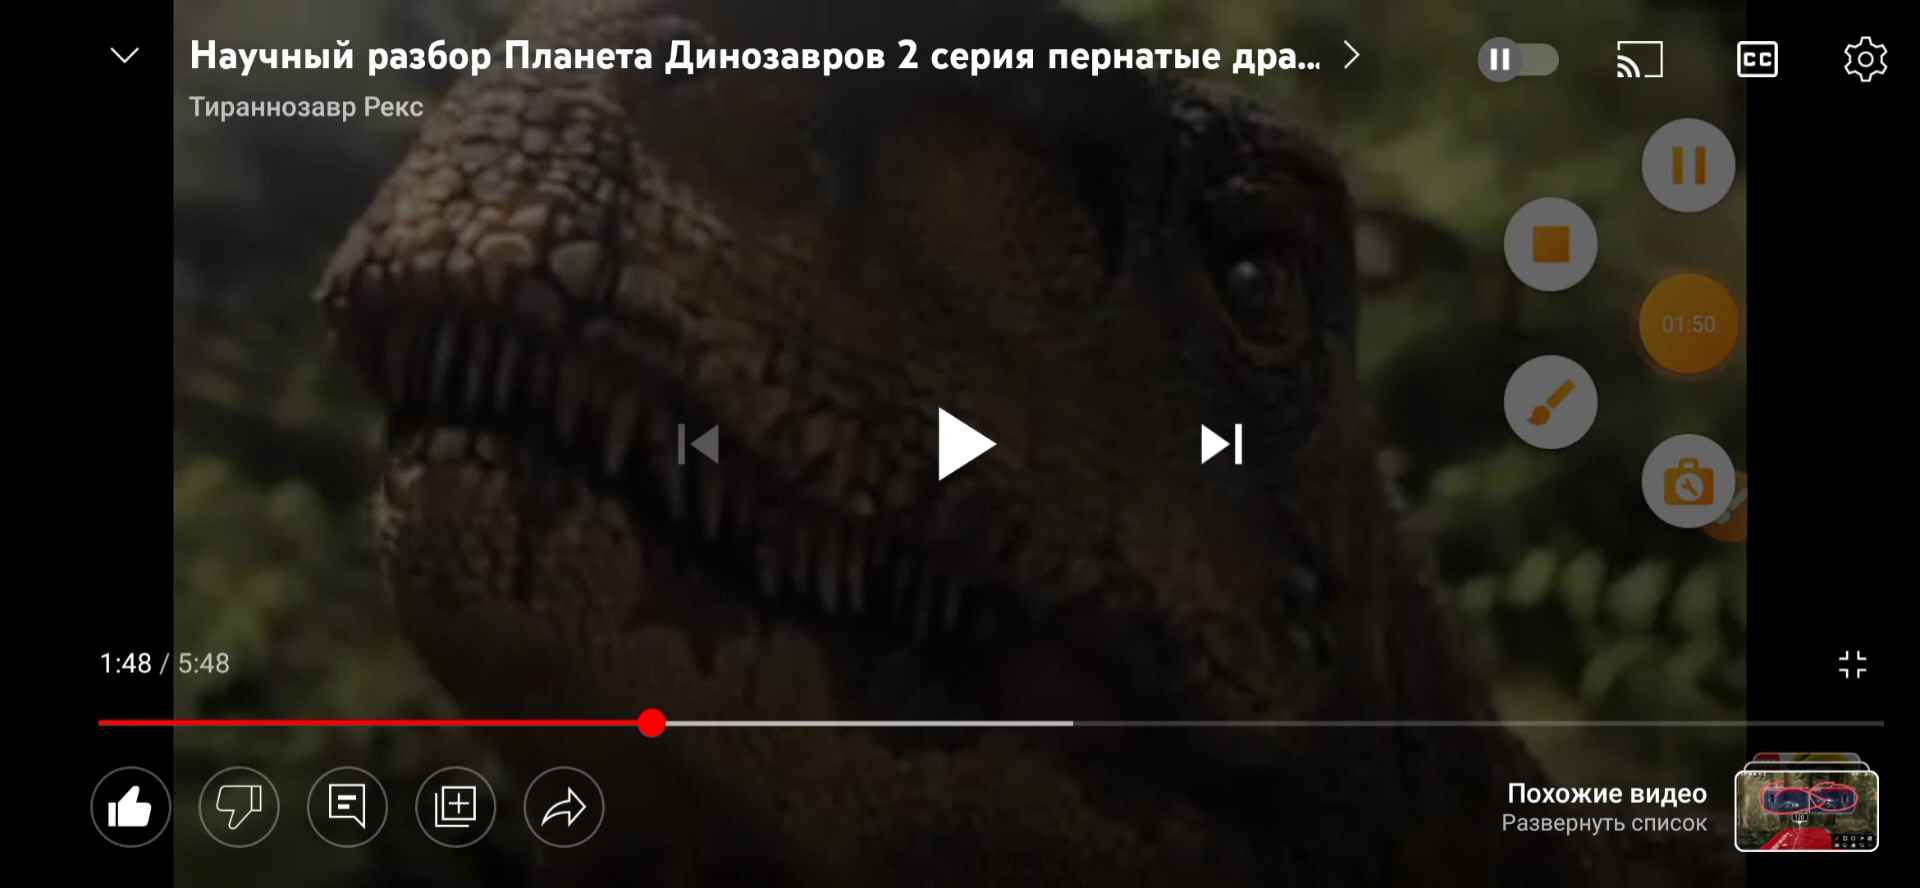 Научный разбор Планета Динозавров 2 серия пернатые дра...
Тираннозавр Рекс
CC
01:50
1:48 / 5:48
Похожие видео
Развернуть список